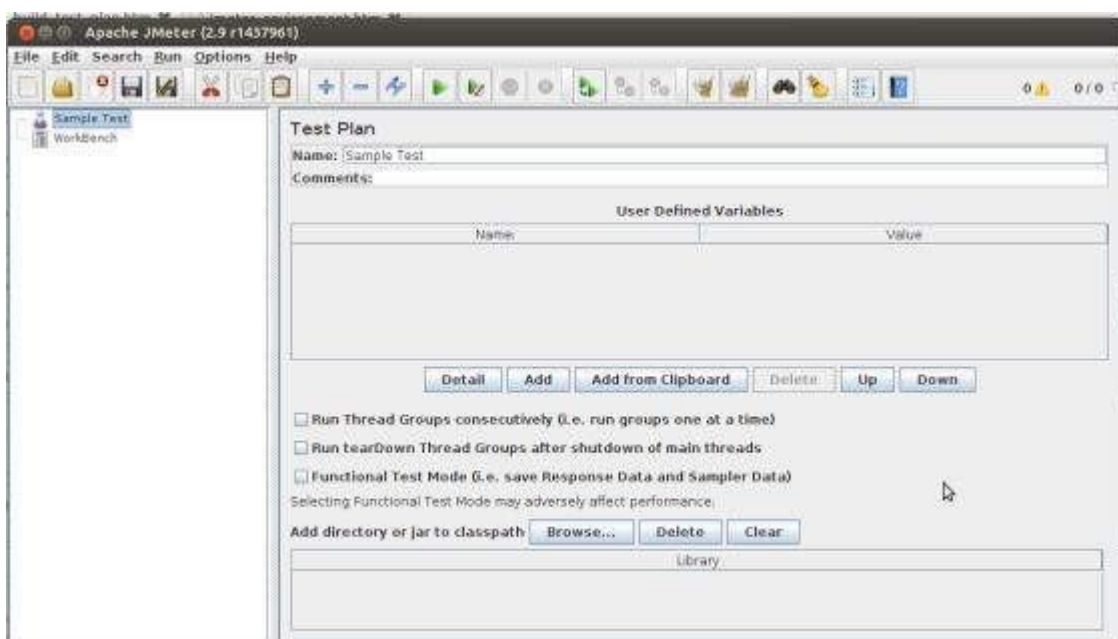 Apache JMeter (2.9 r1437961)
File Edit Search Run Options Help
0 0 / 0
Sample Test
WorkBench
Test Plan
Name: Sample Test
Comments:
User Defined Variables
Name: Value
Detail Add Add from Clipboard Delete Up Down
Run Thread Groups consecutively (i.e. run groups one at a time)
Run tearDown Thread Groups after shutdown of main threads
Functional Test Mode (i.e. save Response Data and Sampler Data)
Selecting Functional Test Mode may adversely affect performance.
Add directory or jar to classpath Browse... Delete Clear
Library